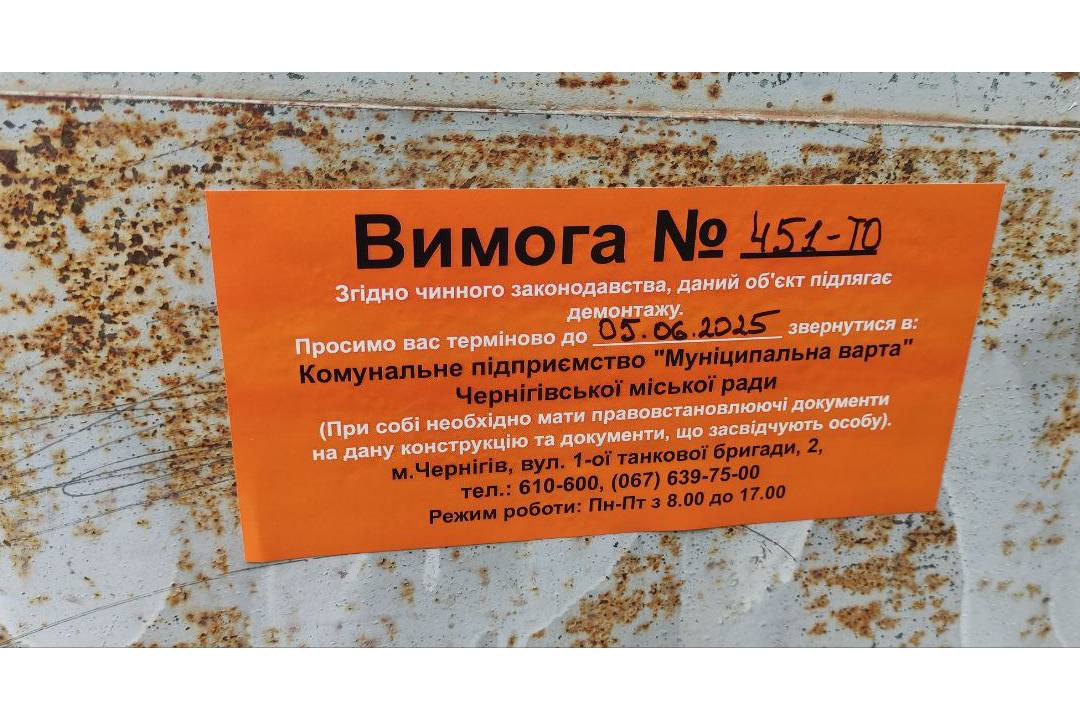 Вимога № 451-ТО
Згідно чинного законодавства, даний об'єкт підлягає
демонтажу.
Просимо вас терміново до 05.06.2025 звернутися в:
Комунальне підприємство "Муніципальна варта"
Чернігівської міської ради
(При собі необхідно мати правовстановлюючі документи
на дану конструкцію та документи, що засвідчують особу).
м.Чернігів, вул. 1-ої танкової бригади, 2,
тел.: 610-600, (067) 639-75-00
Режим роботи: Пн-Пт з 8.00 до 17.00